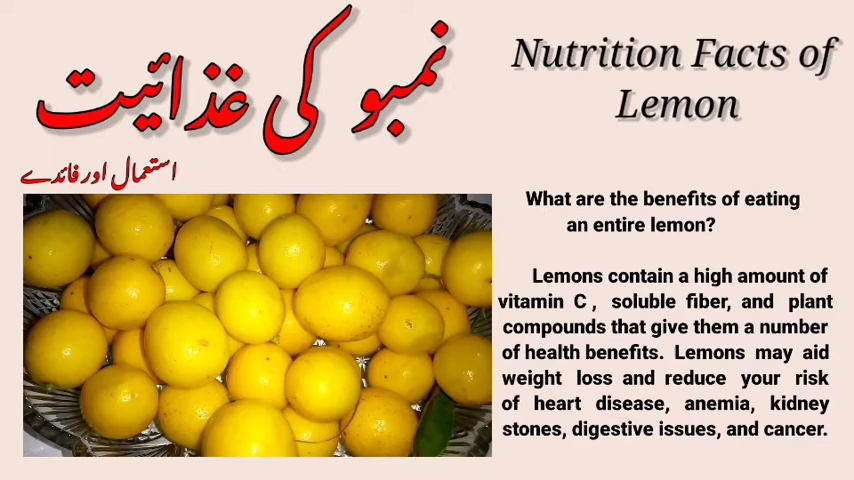 نمبو کی غذائیت
استعمال اور فائدے
Nutrition Facts of
Lemon
What are the benefits of eating
an entire lemon?
Lemons contain a high amount of
vitamin C , soluble fiber, and plant
compounds that give them a number
of health benefits. Lemons may aid
weight loss and reduce your risk
of heart disease, anemia, kidney
stones, digestive issues, and cancer.